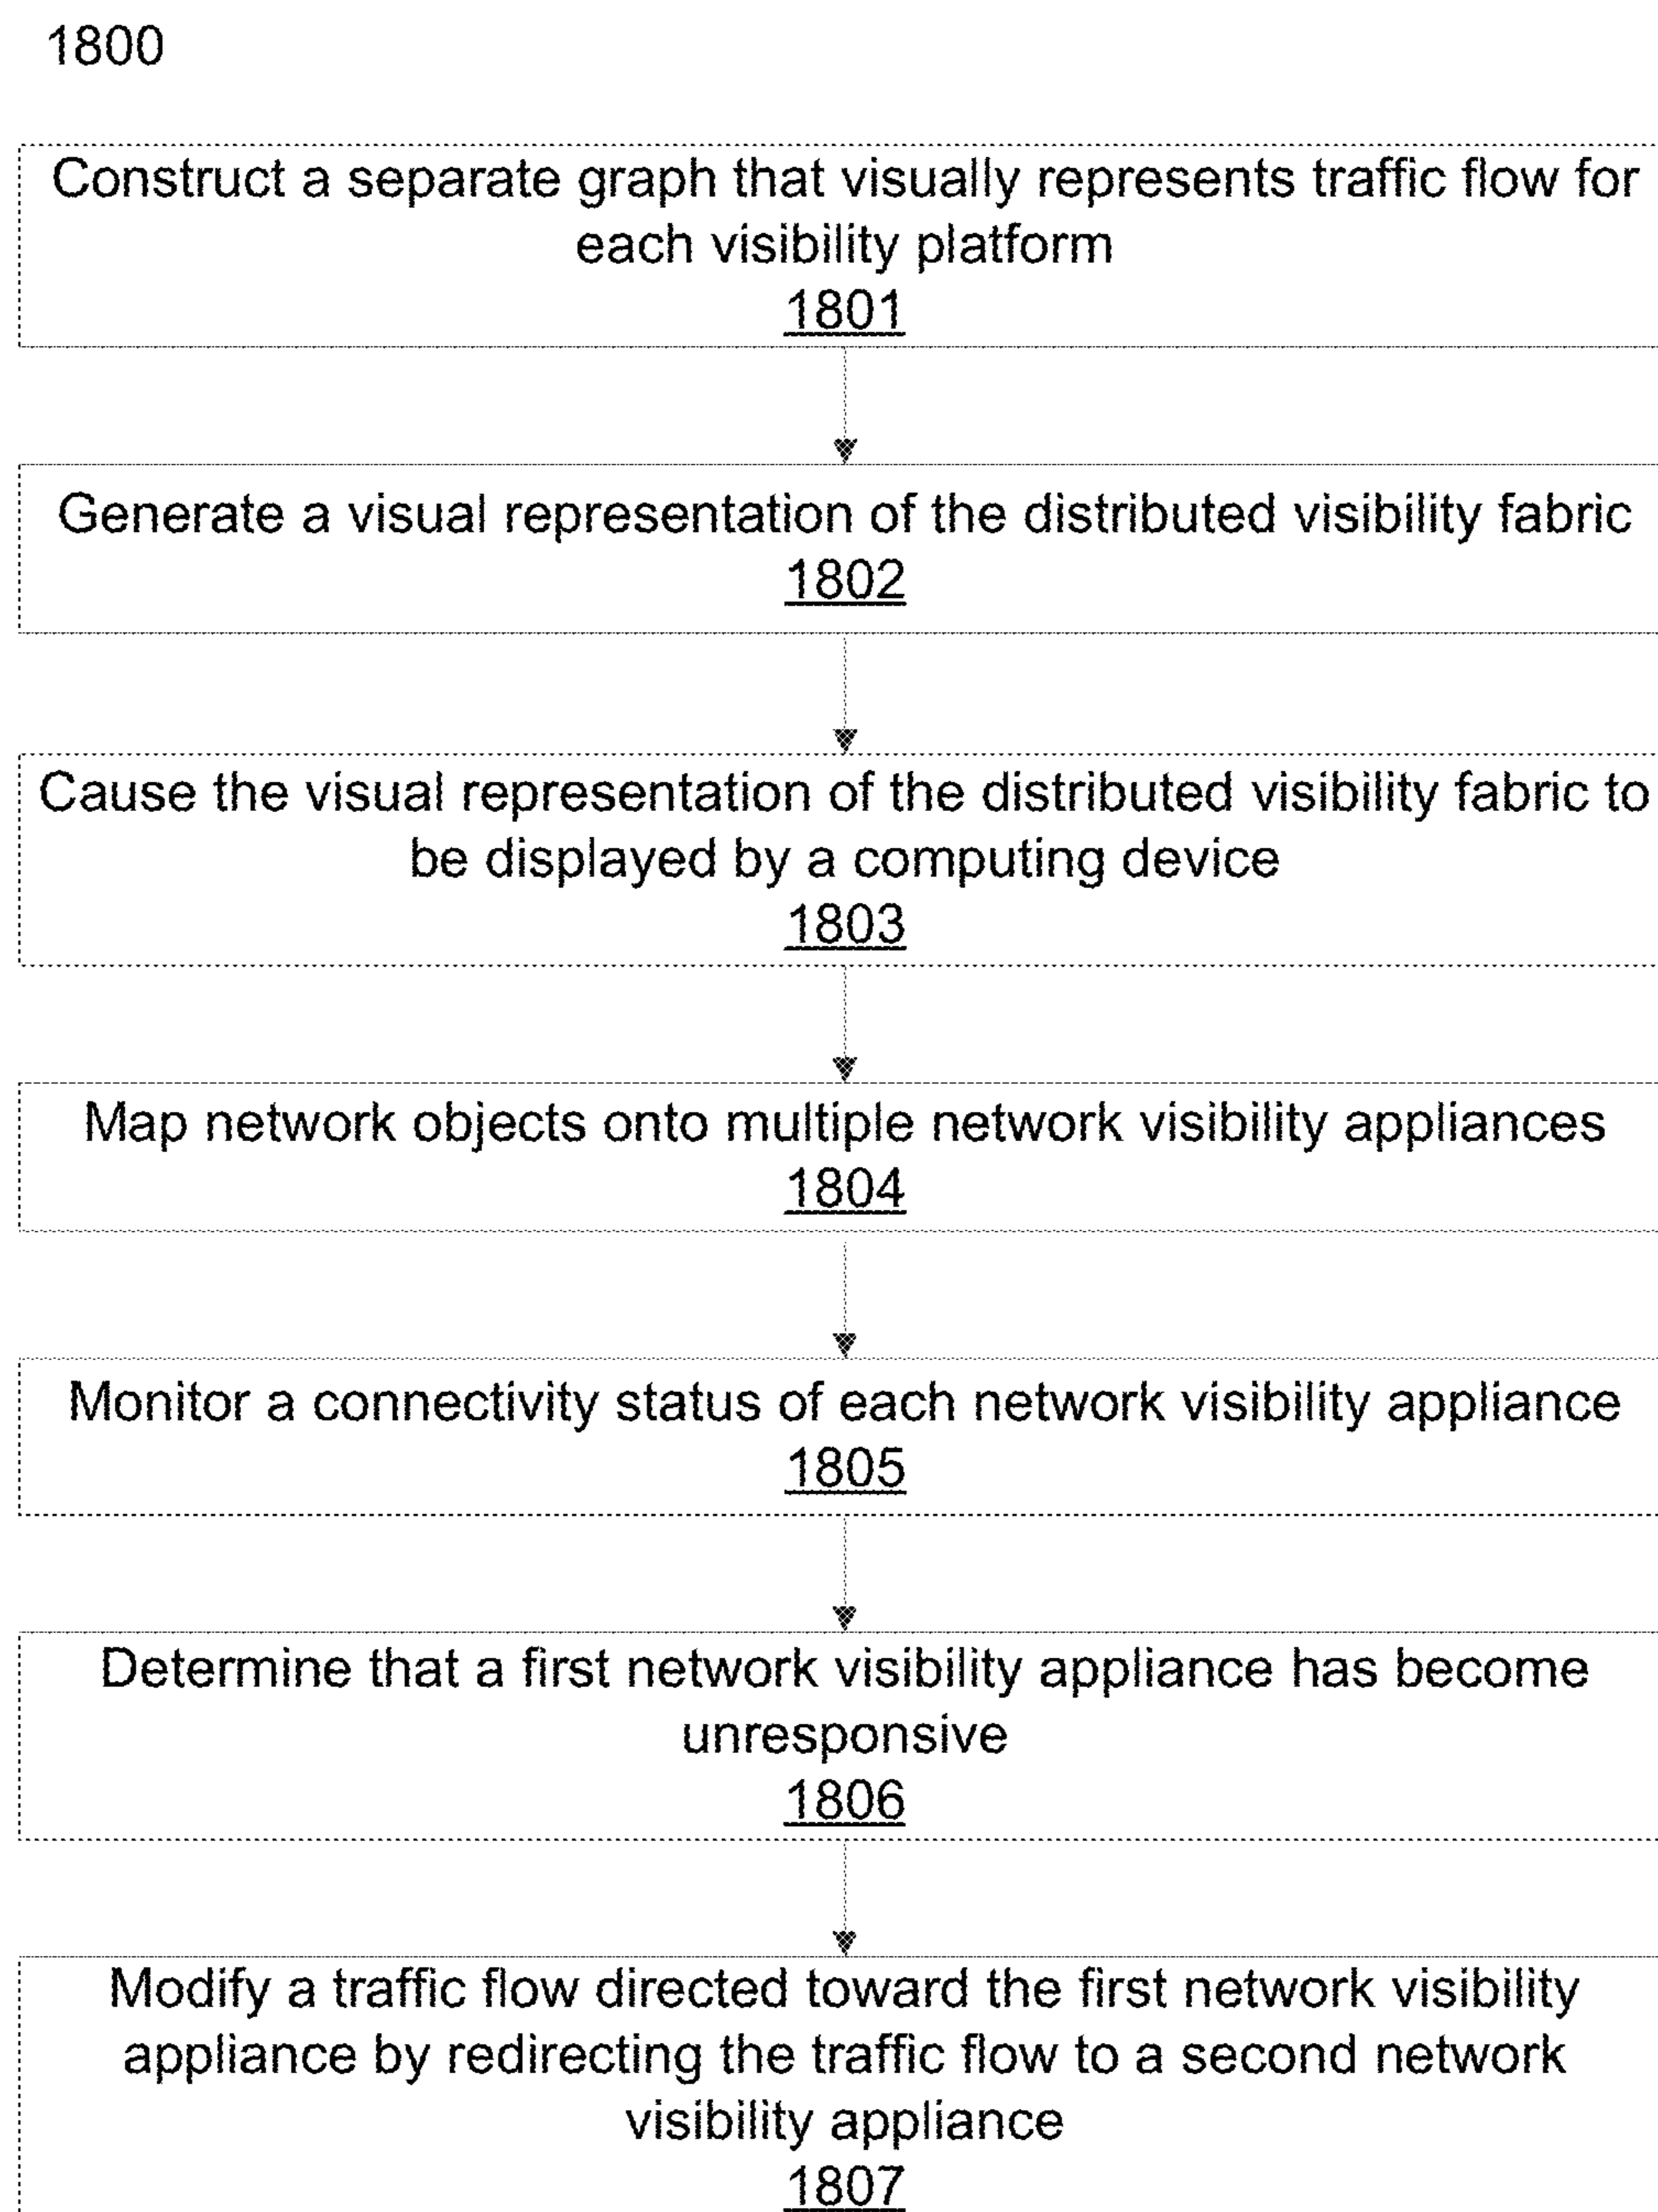 1800
Construct a separate graph that visually represents traffic flow for
each visibility platform
1801
Generate a visual representation of the distributed visibility fabric
1802
Cause the visual representation of the distributed visibility fabric to
be displayed by a computing device
1803
Map network objects onto multiple network visibility appliances
1804
Monitor a connectivity status of each network visibility appliance
1805
Determine that a first network visibility appliance has become
unresponsive
1806
Modify a traffic flow directed toward the first network visibility
appliance by redirecting the traffic flow to a second network
visibility appliance
1807